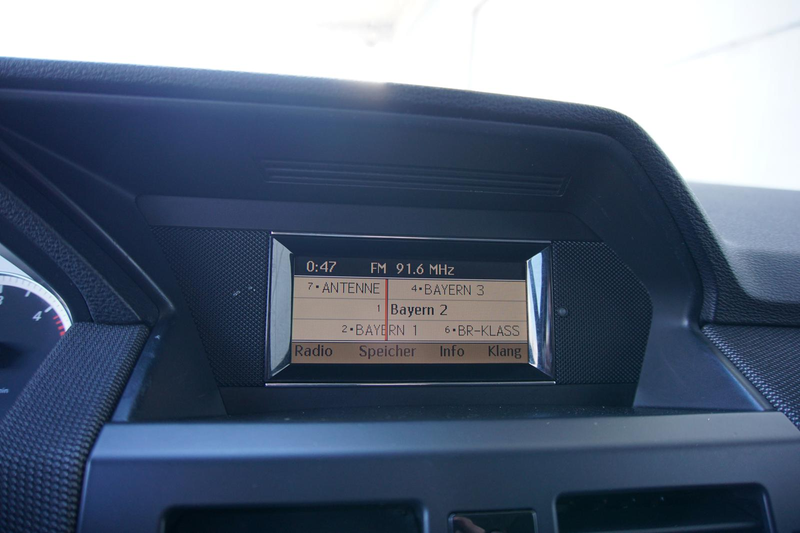 0:47 FM 91.6 MHz
7•ANTENNE 4•BAYERN 3
1 Bayern 2
2•BAYERN 1 6•BR-KLASS
Radio Speicher Info Klang
4